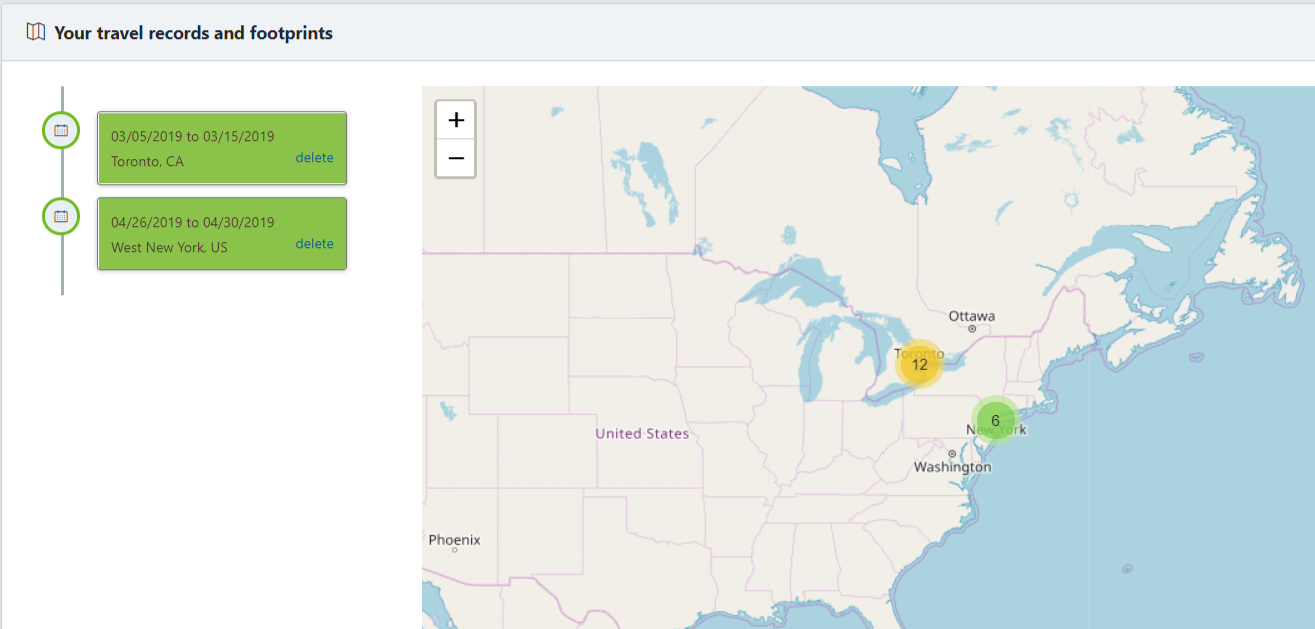 Your travel records and footprints
03/05/2019 to 03/15/2019
Toronto, CA
delete
04/26/2019 to 04/30/2019
West New York, US
delete
+
−
Ottawa
Toronto
12
6
New York
United States
Washington
Phoenix